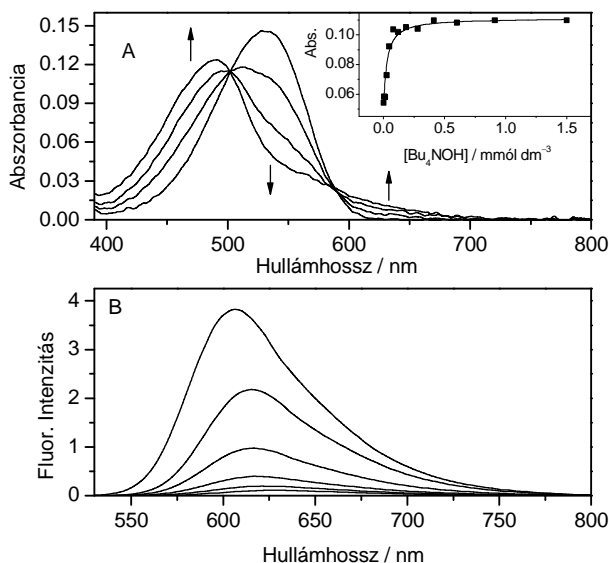 A
0.15
0.12
0.09
0.06
0.03
0.00
Abszorbancia
400 500 600 700 800
Hullámhossz / nm
0.10
0.08
0.06
Abs.
0.0 0.5 1.0 1.5
[Bu₄NOH] / mmól dm⁻³
B
4
3
2
1
0
Fluor. Intenzitás
550 600 650 700 750 800
Hullámhossz / nm